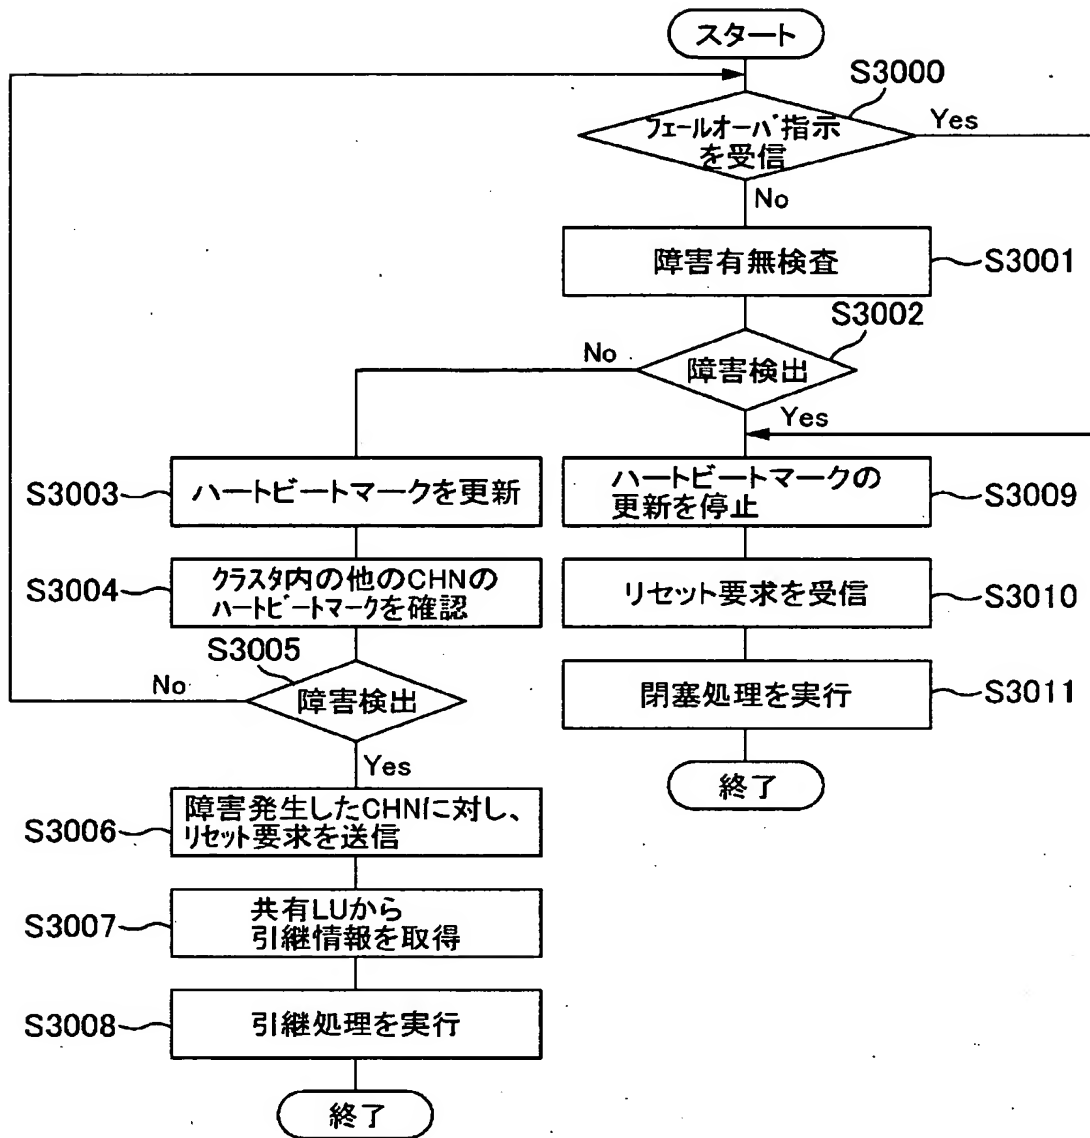 スタート
S3000
フェールオーバ指示
を受信
Yes
No
障害有無検査
S3001
S3002
障害検出
No
Yes
S3003
ハートビートマークを更新
S3004
クラスタ内の他のCHNの
ハートビートマークを確認
S3005
障害検出
No
Yes
S3006
障害発生したCHNに対し、
リセット要求を送信
S3007
共有LUから
引継情報を取得
S3008
引継処理を実行
終了
ハートビートマークの
更新を停止
S3009
リセット要求を受信
S3010
閉塞処理を実行
S3011
終了